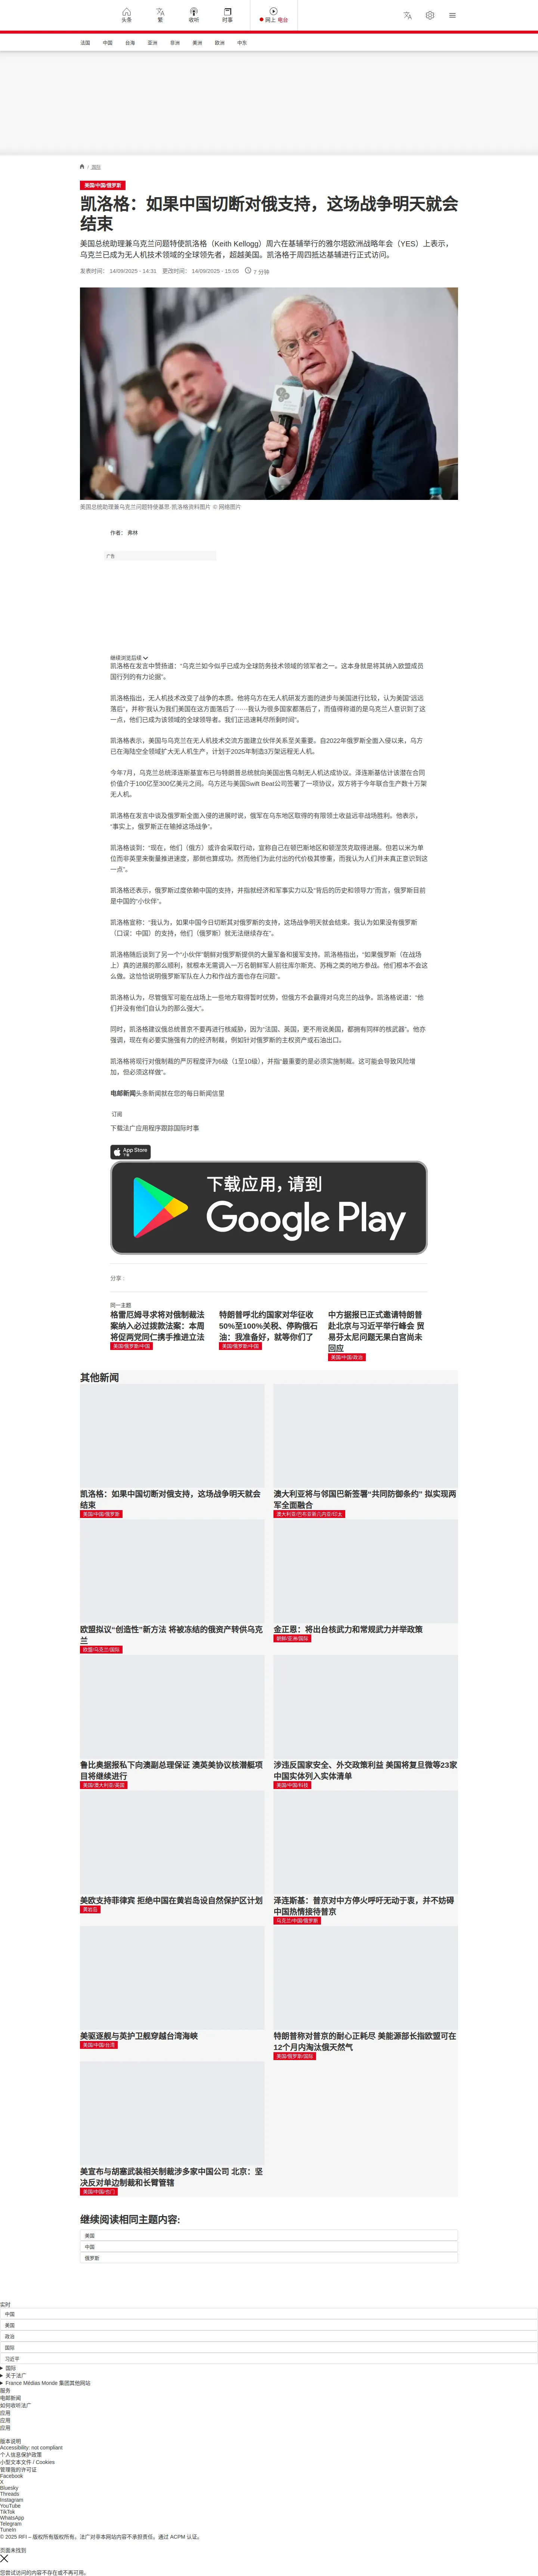 头条
繁
收听
时事
网上 电台
法国 中国 台海 亚洲 非洲 美洲 欧洲 中东
/ 国际
美国/中国/俄罗斯
凯洛格：如果中国切断对俄支持，这场战争明天就会
结束
美国总统助理兼乌克兰问题特使凯洛格（Keith Kellogg）周六在基辅举行的雅尔塔欧洲战略年会（YES）上表示，
乌克兰已成为无人机技术领域的全球领先者，超越美国。凯洛格于周四抵达基辅进行正式访问。
发表时间： 14/09/2025 - 14:31 更改时间： 14/09/2025 - 15:05 7 分钟
美国总统助理兼乌克兰问题特使基思·凯洛格资料图片 © 网络图片
作者： 弗林
广告
继续浏览后续
凯洛格在发言中赞扬道：“乌克兰如今似乎已成为全球防务技术领域的领军者之一。这本身就是将其纳入欧盟成员
国行列的有力论据”。
凯洛格指出，无人机技术改变了战争的本质。他将乌方在无人机研发方面的进步与美国进行比较，认为美国“远远
落后”，并称“我认为我们美国在这方面落后了······我认为很多国家都落后了，而值得称道的是乌克兰人意识到了这
一点，他们已成为该领域的全球领导者。我们正迅速耗尽所剩时间”。
凯洛格表示，美国与乌克兰在无人机技术交流方面建立伙伴关系至关重要。自2022年俄罗斯全面入侵以来，乌方
已在海陆空全领域扩大无人机生产，计划于2025年制造3万架远程无人机。
今年7月，乌克兰总统泽连斯基宣布已与特朗普总统就向美国出售乌制无人机达成协议。泽连斯基估计该潜在合同
价值介于100亿至300亿美元之间。乌方还与美国Swift Beat公司签署了一项协议，双方将于今年联合生产数十万架
无人机。
凯洛格在发言中谈及俄罗斯全面入侵的进展时说，俄军在乌东地区取得的有限领土收益远非战场胜利。他表示，
“事实上，俄罗斯正在输掉这场战争”。
凯洛格谈到：“现在，他们（俄方）或许会采取行动，宣称自己在顿巴斯地区和顿涅茨克取得进展。但若以米为单
位而非英里来衡量推进速度，那倒也算成功。然而他们为此付出的代价极其惨重，而我认为人们并未真正意识到这
一点”。
凯洛格还表示，俄罗斯过度依赖中国的支持，并指就经济和军事实力以及“背后的历史和领导力”而言，俄罗斯目前
是中国的“小伙伴”。
凯洛格宣称：“我认为，如果中国今日切断其对俄罗斯的支持，这场战争明天就会结束。我认为如果没有俄罗斯
（口误：中国）的支持，他们（俄罗斯）就无法继续存在”。
凯洛格随后谈到了另一个“小伙伴”朝鲜对俄罗斯提供的大量军备和援军支持。凯洛格指出，“如果俄罗斯（在战场
上）真的进展的那么顺利，就根本无需调入一万名朝鲜军人前往库尔斯克、苏梅之类的地方参战。他们根本不会这
么做。这恰恰说明俄罗斯军队在人力和作战方面也存在问题”。
凯洛格认为，尽管俄军可能在战场上一些地方取得暂时优势，但俄方不会赢得对乌克兰的战争。凯洛格说道：“他
们并没有他们自认为的那么强大”。
同时，凯洛格建议俄总统普京不要再进行核威胁，因为“法国、英国，更不用说美国，都拥有同样的核武器”。他亦
强调，现在有必要实施强有力的经济制裁，例如针对俄罗斯的主权资产或石油出口。
凯洛格将现行对俄制裁的严厉程度评为6级（1至10级），并指“最重要的是必须实施制裁。这可能会导致风险增
加，但必须这样做”。
电邮新闻头条新闻就在您的每日新闻信里
订阅
下载法广应用程序跟踪国际时事
App Store
下载
下载应用，请到
Google Play
分享 :
同一主题
格雷厄姆寻求将对俄制裁法
案纳入必过拨款法案：本周
将促两党同仁携手推进立法
美国/俄罗斯/中国
特朗普呼北约国家对华征收
50%至100%关税、停购俄石
油：我准备好，就等你们了
美国/俄罗斯/中国
中方据报已正式邀请特朗普
赴北京与习近平举行峰会 贸
易芬太尼问题无果白宫尚未
回应
美国/中国/政治
其他新闻
凯洛格：如果中国切断对俄支持，这场战争明天就会
结束
美国/中国/俄罗斯
澳大利亚将与邻国巴新签署“共同防御条约” 拟实现两
军全面融合
澳大利亚/巴布亚新几内亚/印太
欧盟拟议“创造性”新方法 将被冻结的俄资产转供乌克
兰
欧盟/乌克兰/国际
金正恩：将出台核武力和常规武力并举政策
朝鲜/亚洲/国际
鲁比奥据报私下向澳副总理保证 澳英美协议核潜艇项
目将继续进行
美国/澳大利亚/英国
涉违反国家安全、外交政策利益 美国将复旦微等23家
中国实体列入实体清单
美国/中国/科技
美欧支持菲律宾 拒绝中国在黄岩岛设自然保护区计划
黄岩岛
泽连斯基：普京对中方停火呼吁无动于衷，并不妨碍
中国热情接待普京
乌克兰/中国/俄罗斯
美驱逐舰与英护卫舰穿越台湾海峡
美国/中国/台湾
特朗普称对普京的耐心正耗尽 美能源部长指欧盟可在
12个月内淘汰俄天然气
美国/俄罗斯/国际
美宣布与胡塞武装相关制裁涉多家中国公司 北京：坚
决反对单边制裁和长臂管辖
美国/中国/也门
继续阅读相同主题内容:
美国
中国
俄罗斯
实时
中国
美国
政治
国际
习近平
国际
关于法广
France Médias Monde 集团其他网站
服务
电邮新闻
如何收听法广
应用
应用
应用
版本说明
Accessibility: not compliant
个人信息保护政策
小型文本文件 / Cookies
管理我的许可证
Facebook
X
Bluesky
Threads
Instagram
YouTube
TikTok
WhatsApp
Telegram
TuneIn
© 2025 RFI – 版权所有版权所有。法广对非本网站内容不承担责任。通过 ACPM 认证。
页面未找到
您尝试访问的内容不存在或不再可用。